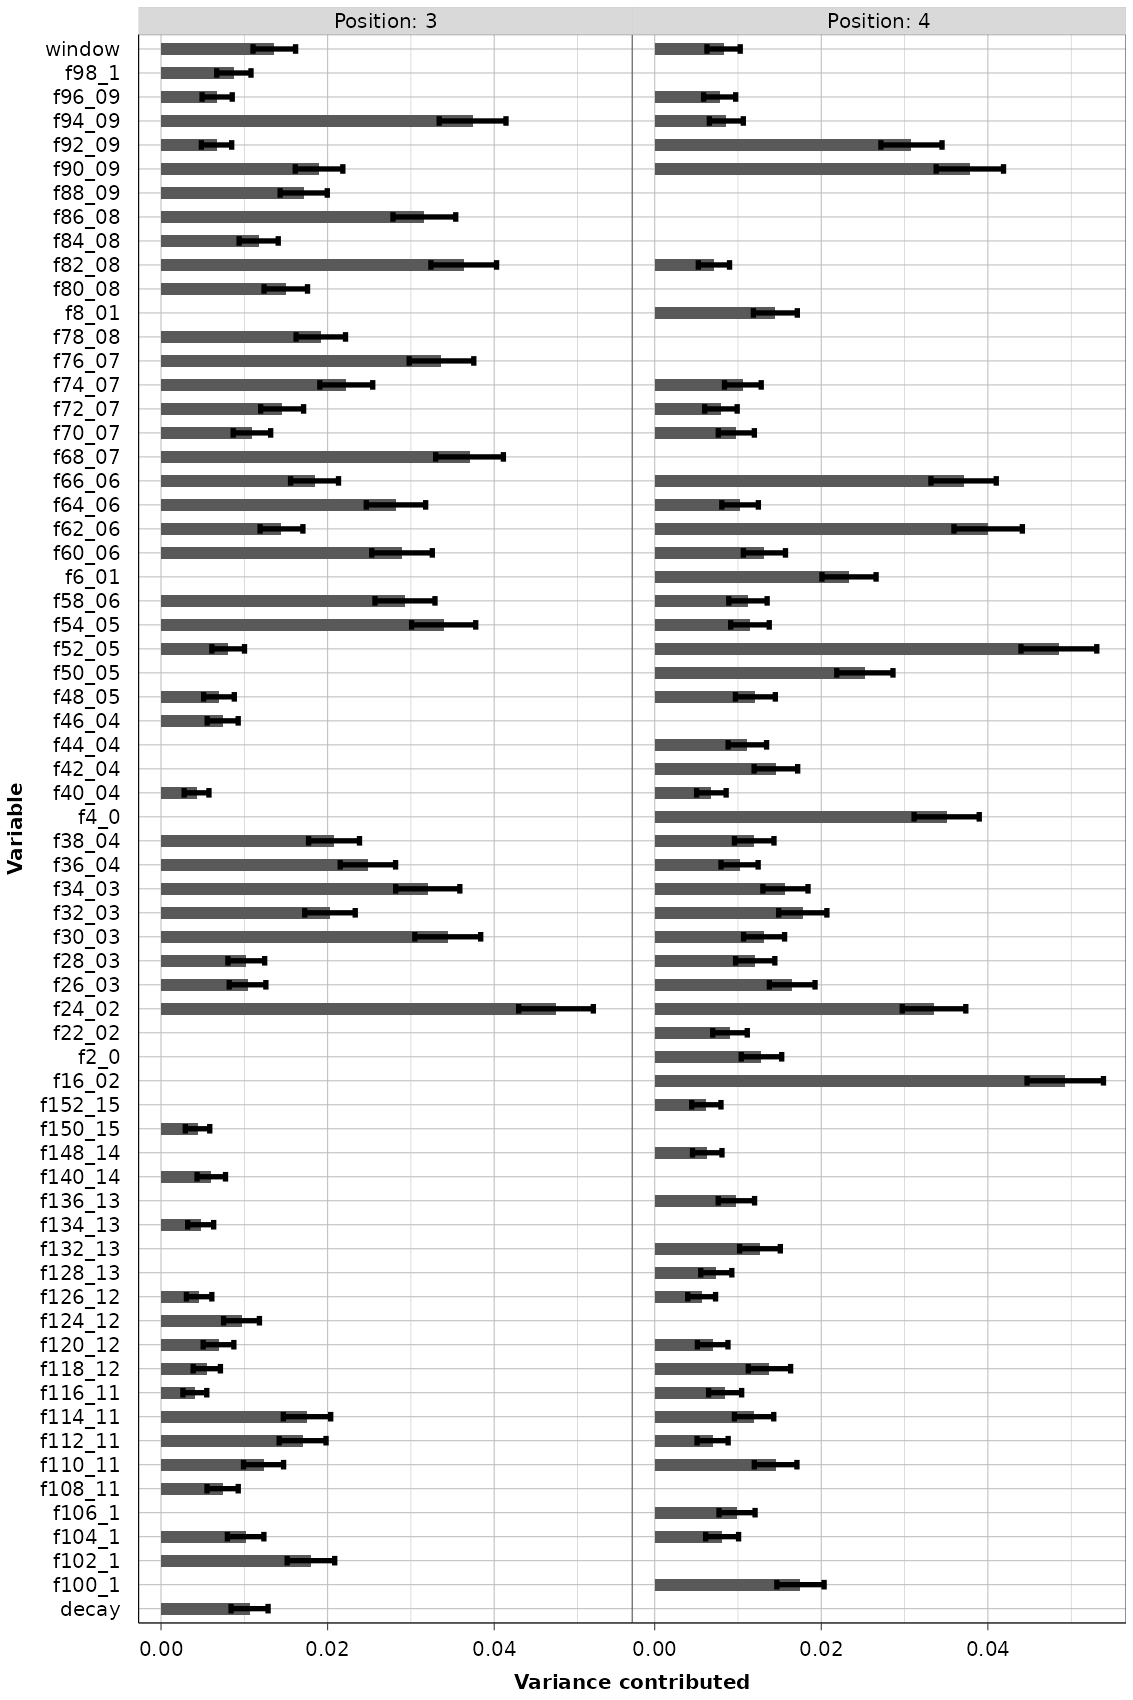 Position: 3
Position: 4
window
f98_1
f96_09
f94_09
f92_09
f90_09
f88_09
f86_08
f84_08
f82_08
f80_08
f8_01
f78_08
f76_07
f74_07
f72_07
f70_07
f68_07
f66_06
f64_06
f62_06
f60_06
f6_01
f58_06
f54_05
f52_05
f50_05
f48_05
f46_04
f44_04
f42_04
f40_04
f4_0
f38_04
f36_04
f34_03
f32_03
f30_03
f28_03
f26_03
f24_02
f22_02
f2_0
f16_02
f152_15
f150_15
f148_14
f140_14
f136_13
f134_13
f132_13
f128_13
f126_12
f124_12
f120_12
f118_12
f116_11
f114_11
f112_11
f110_11
f108_11
f106_1
f104_1
f102_1
f100_1
decay
Variable
0.00 0.02 0.04 0.00 0.02 0.04
Variance contributed